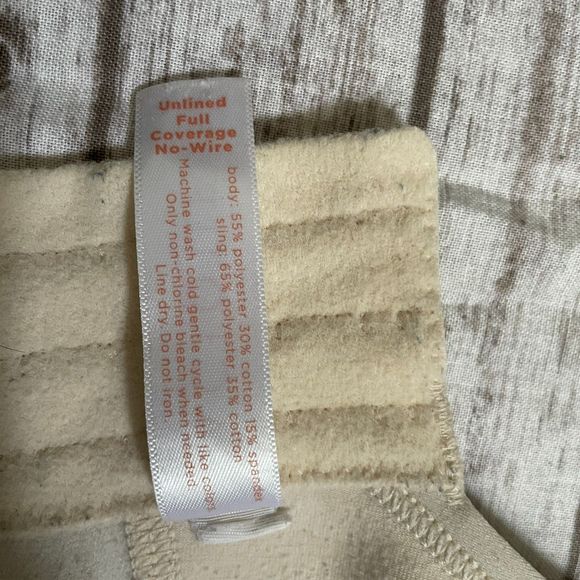 Unlined
Full
Coverage
No-Wire
body: 55% polyester 30% cotton 15% spandex
sling: 65% polyester 35% cotton
Machine wash cold gentle cycle with like colors
Only non-chlorine bleach when needed
Line dry. Do not iron.